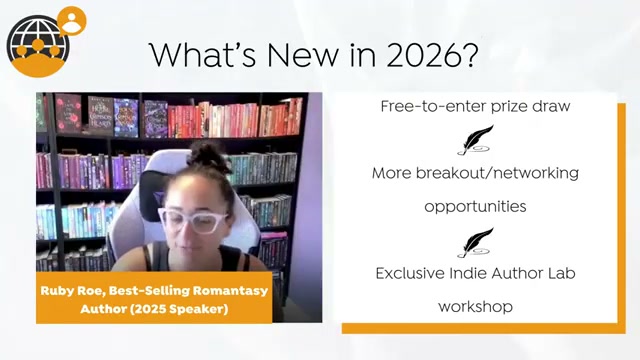 What's New in 2026?
Ruby Roe, Best-Selling Romantasy
Author (2025 Speaker)
Free-to-enter prize draw
More breakout/networking
opportunities
Exclusive Indie Author Lab
workshop